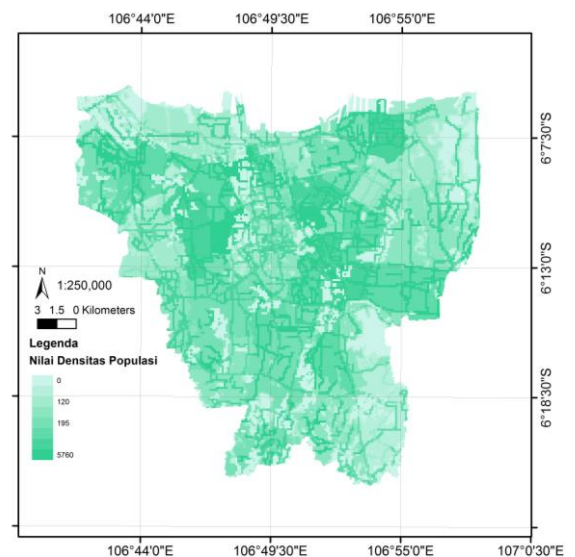 106°44'0"E 106°49'30"E 106°55'0"E
6°7'30"S
6°13'0"S
6°18'30"S
N
1:250,000
3 1.5 0 Kilometers
Legenda
Nilai Densitas Populasi
0
120
195
5760
106°44'0"E 106°49'30"E 106°55'0"E 107°0'30"E